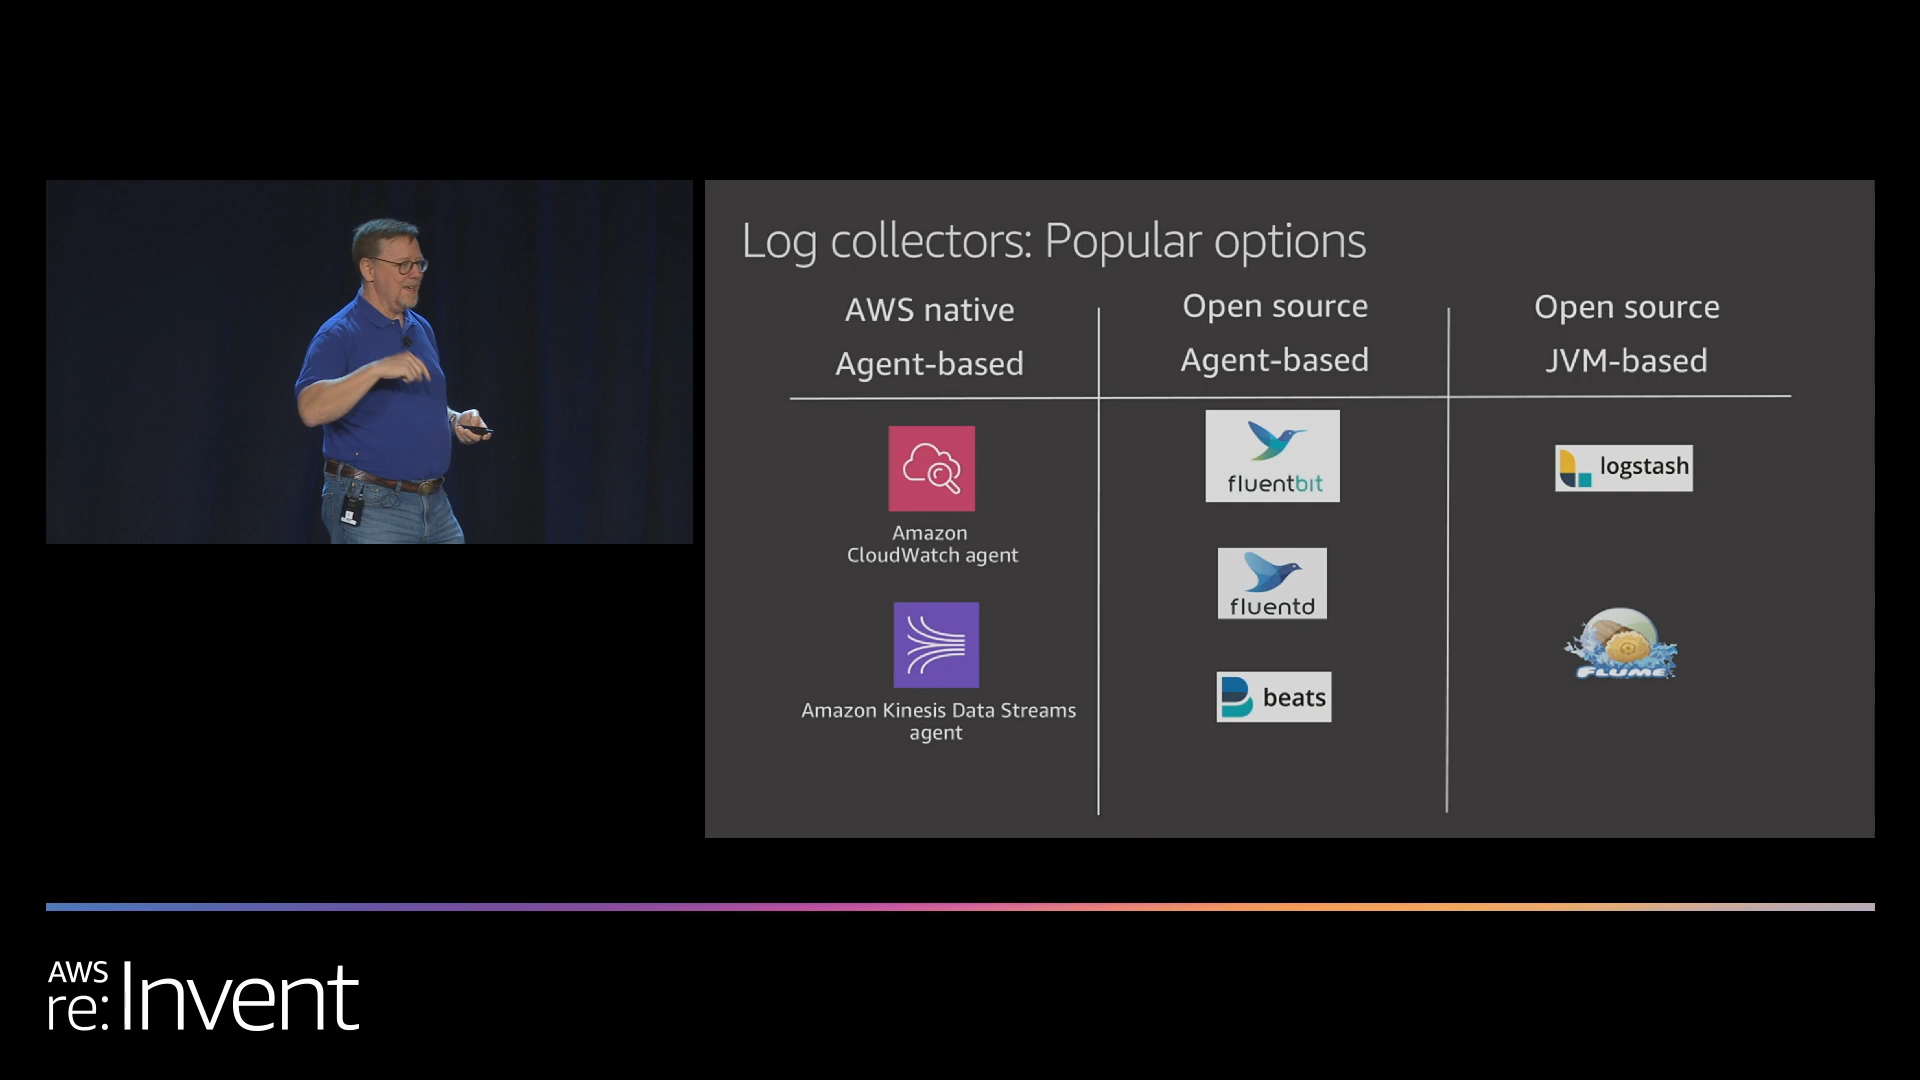 Log collectors: Popular options
AWS native
Agent-based
Open source
Agent-based
Open source
JVM-based
Amazon
CloudWatch agent
Amazon Kinesis Data Streams
agent
fluentbit
fluentd
beats
logstash
FLUME
AWS
re:Invent